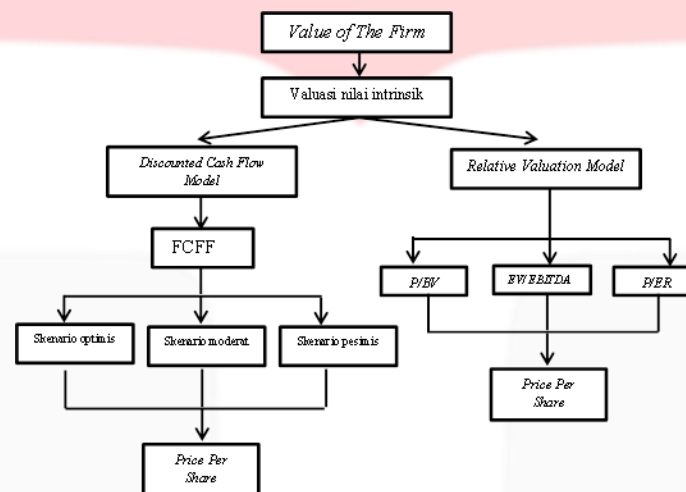 Value of The Firm
Valuasi nilai intrinsik
Discounted Cash Flow
Model
Relative Valuation Model
FCFF
P/BV
EV/EBITDA
P/ER
Skenario optimis
Skenario moderat
Skenario pesimis
Price Per
Share
Price Per
Share